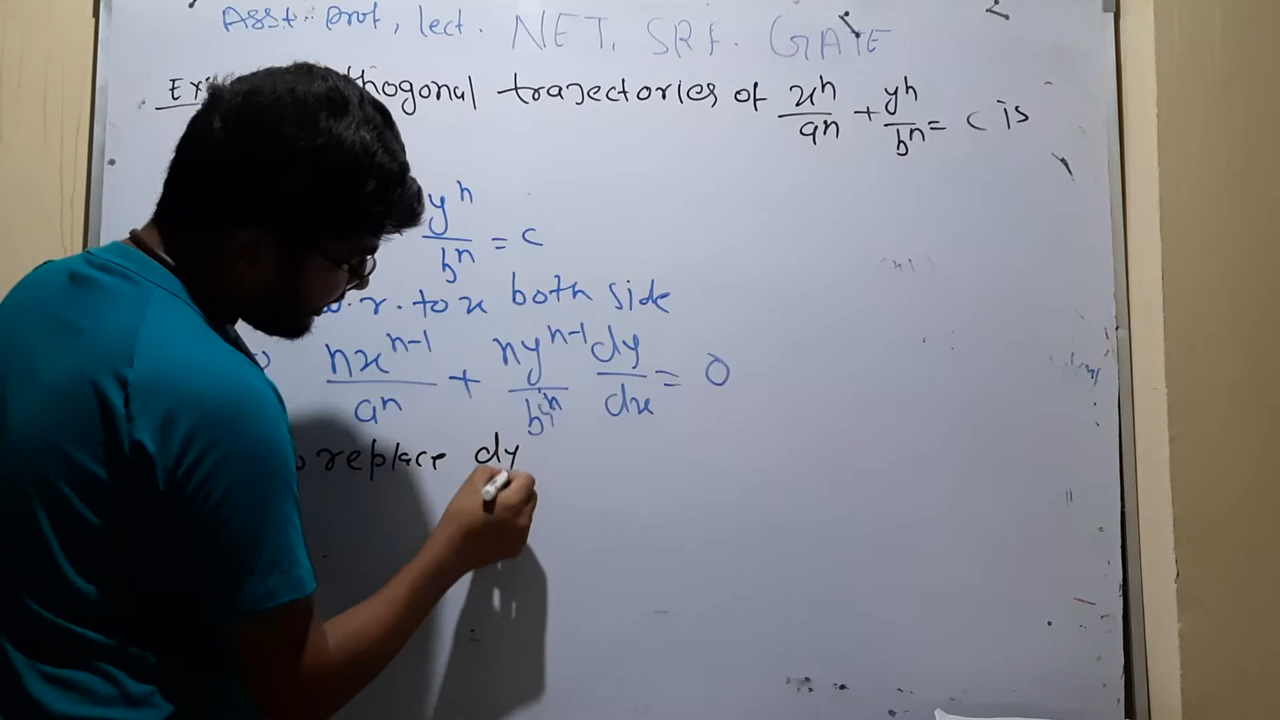 Asst. prof, lect. NET. SRF. GATE
Ex: thogonal trajectories of x^n/a^n + y^n/b^n = c is
y^n/b^n = c
w.r. to x both side
nx^(n-1)/a^n + ny^(n-1)/b^n dy/dx = 0
replace dy